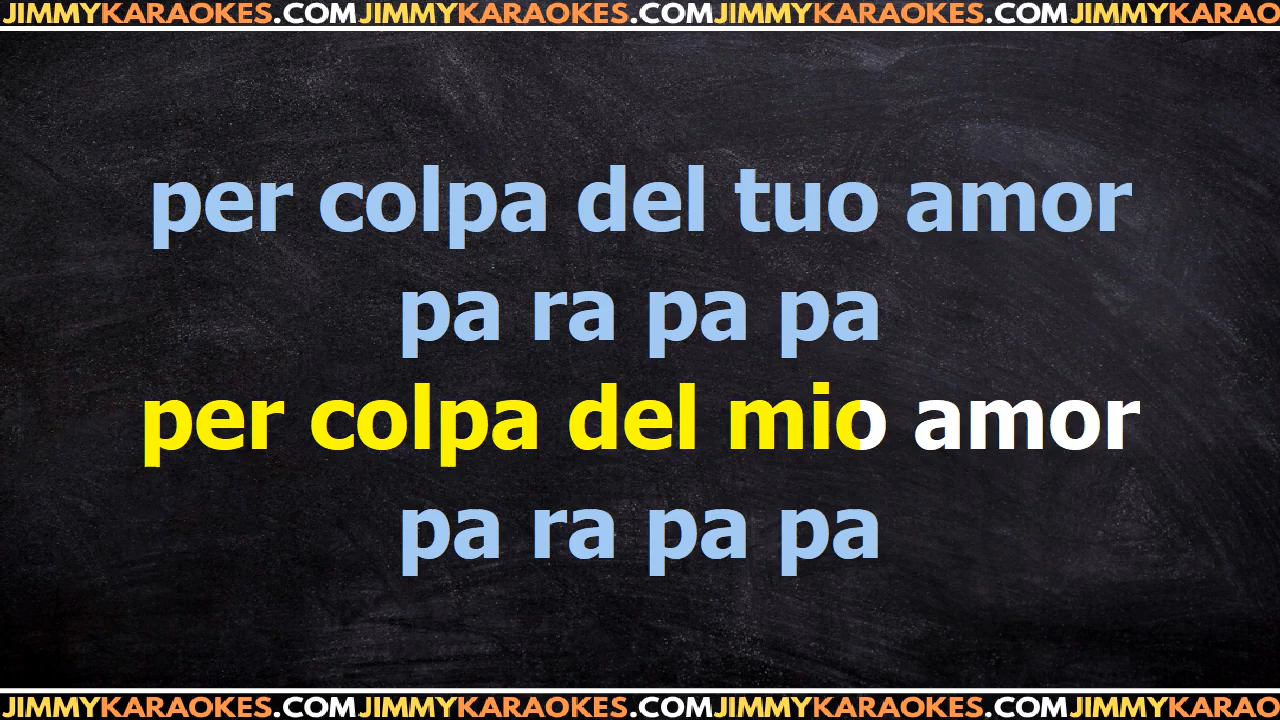 JIMMYKARAOKES.COMJIMMYKARAOKES.COMJIMMYKARAOKES.COMJIMMYKARAO
per colpa del tuo amor
pa ra pa pa
per colpa del mio amor
pa ra pa pa
JIMMYKARAOKES.COMJIMMYKARAOKES.COMJIMMYKARAOKES.COMJIMMYKARAO